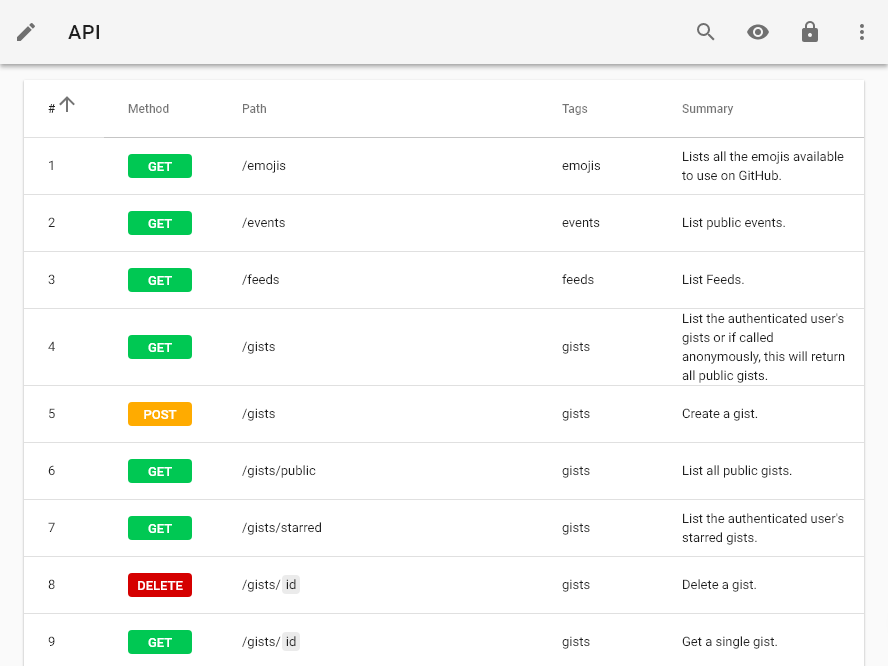 API
# Method Path Tags Summary
1 GET /emojis emojis Lists all the emojis available
to use on GitHub.
2 GET /events events List public events.
3 GET /feeds feeds List Feeds.
4 GET /gists gists List the authenticated user's
gists or if called
anonymously, this will return
all public gists.
5 POST /gists gists Create a gist.
6 GET /gists/public gists List all public gists.
7 GET /gists/starred gists List the authenticated user's
starred gists.
8 DELETE /gists/ id gists Delete a gist.
9 GET /gists/ id gists Get a single gist.